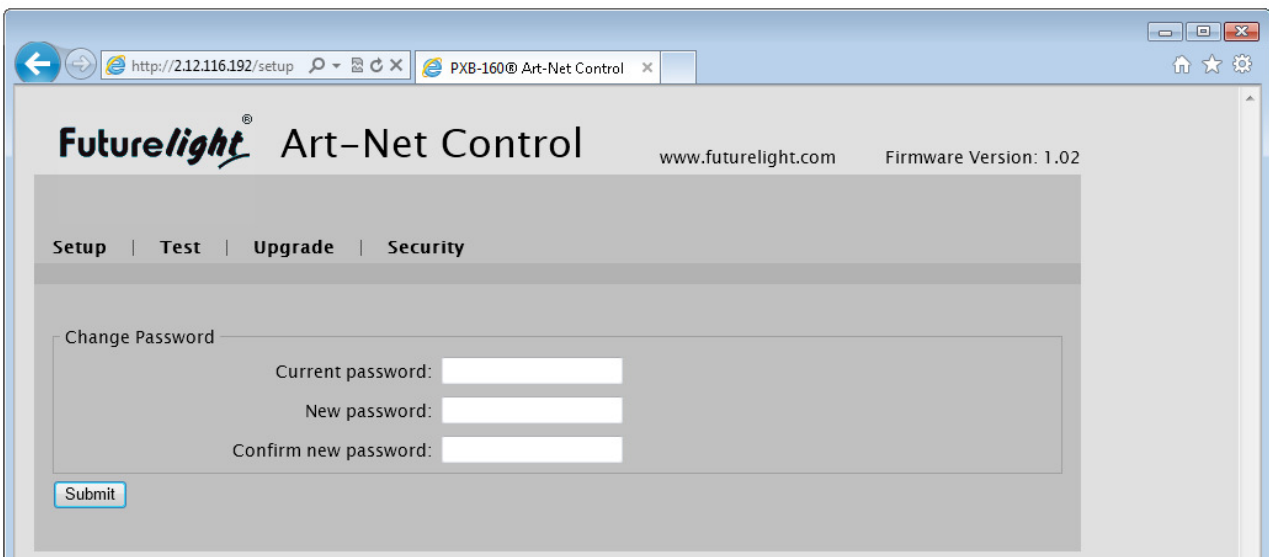 http://2.12.116.192/setup
PXB-160® Art-Net Control
Futurelight® Art-Net Control www.futurelight.com Firmware Version: 1.02
Setup | Test | Upgrade | Security
Change Password
Current password:
New password:
Confirm new password:
Submit